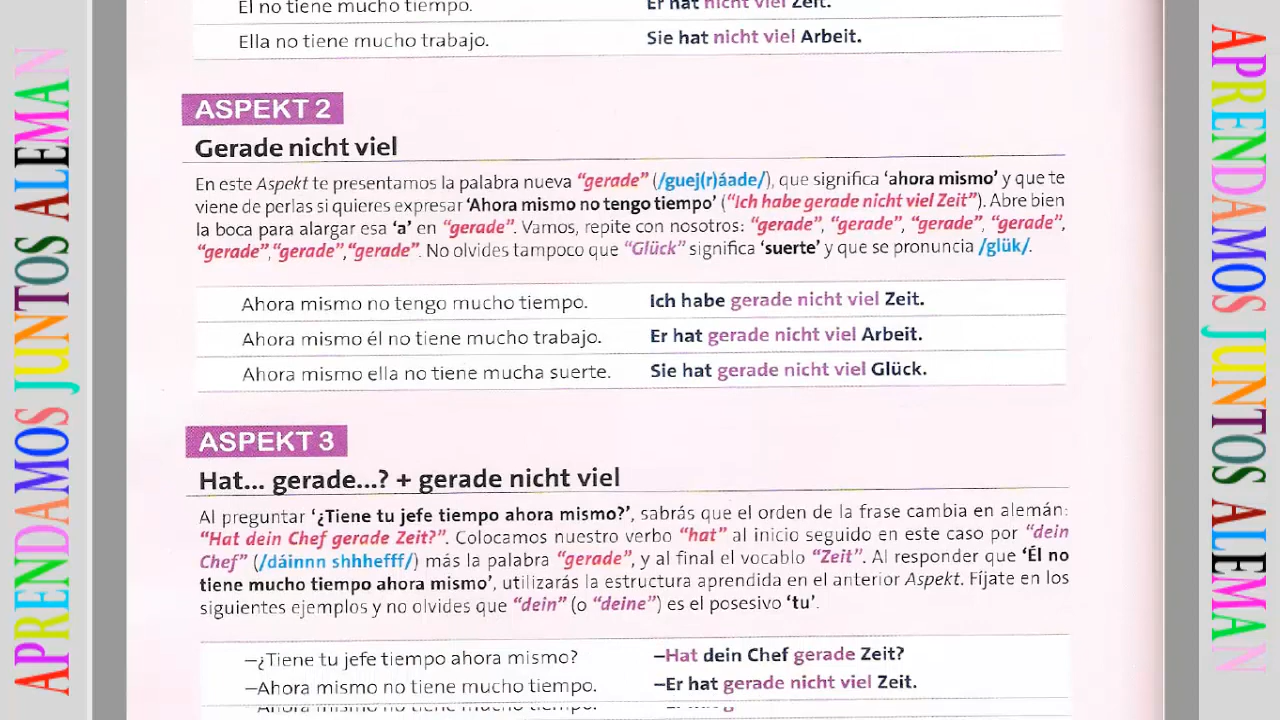 APRENDAMOS JUNTOS ALEMAN
Él no tiene mucho tiempo.
Er hat nicht viel Zeit.
Ella no tiene mucho trabajo.
Sie hat nicht viel Arbeit.
ASPEKT 2
Gerade nicht viel
En este Aspekt te presentamos la palabra nueva “gerade” (/guej(r)áade/), que significa ‘ahora mismo’ y que te
viene de perlas si quieres expresar ‘Ahora mismo no tengo tiempo’ (“Ich habe gerade nicht viel Zeit”). Abre bien
la boca para alargar esa ‘a’ en “gerade”. Vamos, repite con nosotros: “gerade”, “gerade”, “gerade”, “gerade”,
“gerade”, “gerade”, “gerade”. No olvides tampoco que “Glück” significa ‘suerte’ y que se pronuncia /glük/.
Ahora mismo no tengo mucho tiempo.
Ich habe gerade nicht viel Zeit.
Ahora mismo él no tiene mucho trabajo.
Er hat gerade nicht viel Arbeit.
Ahora mismo ella no tiene mucha suerte.
Sie hat gerade nicht viel Glück.
ASPEKT 3
Hat... gerade...? + gerade nicht viel
Al preguntar ‘¿Tiene tu jefe tiempo ahora mismo?’, sabrás que el orden de la frase cambia en alemán:
“Hat dein Chef gerade Zeit?”. Colocamos nuestro verbo “hat” al inicio seguido en este caso por “dein
Chef” (/dáinnn shhhefff/) más la palabra “gerade”, y al final el vocablo “Zeit”. Al responder que ‘Él no
tiene mucho tiempo ahora mismo’, utilizarás la estructura aprendida en el anterior Aspekt. Fíjate en los
siguientes ejemplos y no olvides que “dein” (o “deine”) es el posesivo ‘tu’.
–¿Tiene tu jefe tiempo ahora mismo?
–Hat dein Chef gerade Zeit?
–Ahora mismo no tiene mucho tiempo.
–Er hat gerade nicht viel Zeit.
APRENDAMOS JUNTOS ALEMAN